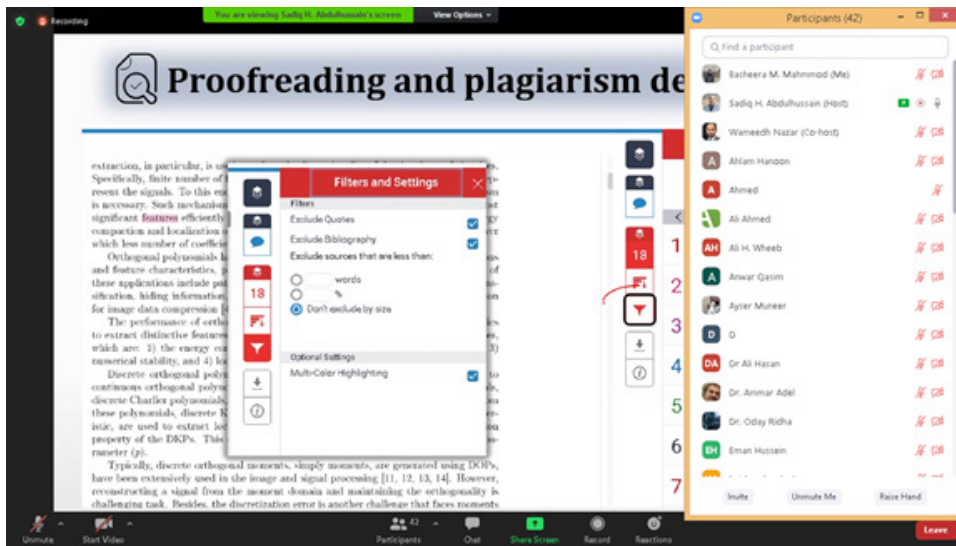 Recording
You are viewing Sadiq H. Abdulhussain's screen
View Options
Proofreading and plagiarism de
extraction, in particular, is
Specifically, finite number of
resent the signals. To this
is necessary. Such mechanism
significant features efficiently
compaction and localization
which less number of
Orthogonal polynomials
and feature characteristics,
these applications include
sification, hiding information,
for image data compression
The performance of
to extract distinctive features
which are: 1) the energy
numerical stability, and 4)
Discrete orthogonal
continuous orthogonal
discrete Charlier polynomials,
these polynomials, discrete
istic, are used to extract
property of the DKPs. This
rameter (p).
Typically, discrete orthogonal moments, simply moments, are generated using DOPs,
have been extensively used in the image and signal processing [11, 12, 13, 14]. However,
reconstructing a signal from the moment domain and maintaining the orthogonality is
challenging task. Besides, the discretization error is another challenge that faces moments
Filters and Settings
Filters
Exclude Quotes
Exclude Bibliography
Exclude sources that are less than:
words
%
Don't exclude by size
Optional Settings
Multi-Color Highlighting
18
18
1
2
3
4
5
6
7
Participants (42)
Find a participant
Basheera M. Mahmmod (Me)
Sadiq H. Abdulhussain (Host)
Wameedh Nazar (Co-host)
A
Ahlam Hanoon
A
Ahmed
Ali Ahmed
AH
Ali H. Wheeb
A
Anwar Qasim
Ayser Muneer
D
D
DA
Dr Ali Hasan
Dr. Ammar Adel
Dr. Oday Ridha
EH
Eman Hussein
Invite
Unmute Me
Raise Hand
Unmute
Start Video
42
Participants
Chat
Share Screen
Record
Reactions
Leave